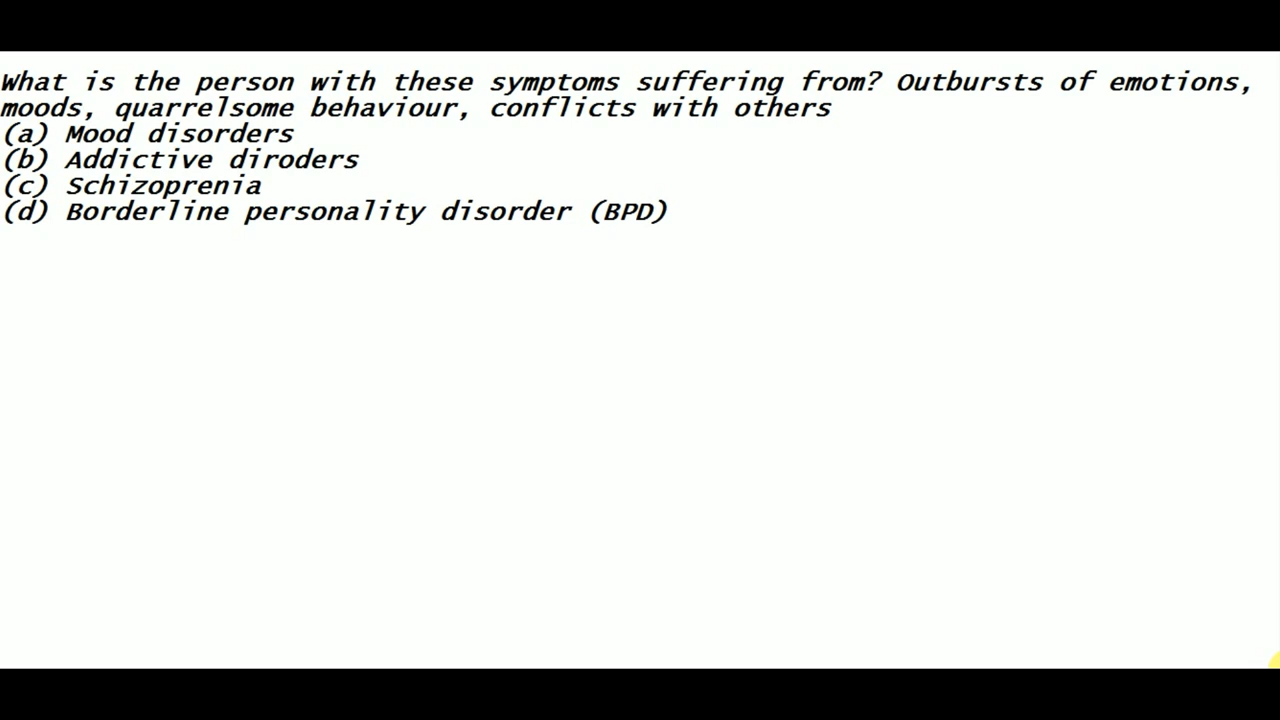 What is the person with these symptoms suffering from? Outbursts of emotions,
moods, quarrelsome behaviour, conflicts with others
(a) Mood disorders
(b) Addictive diroders
(c) Schizoprenia
(d) Borderline personality disorder (BPD)